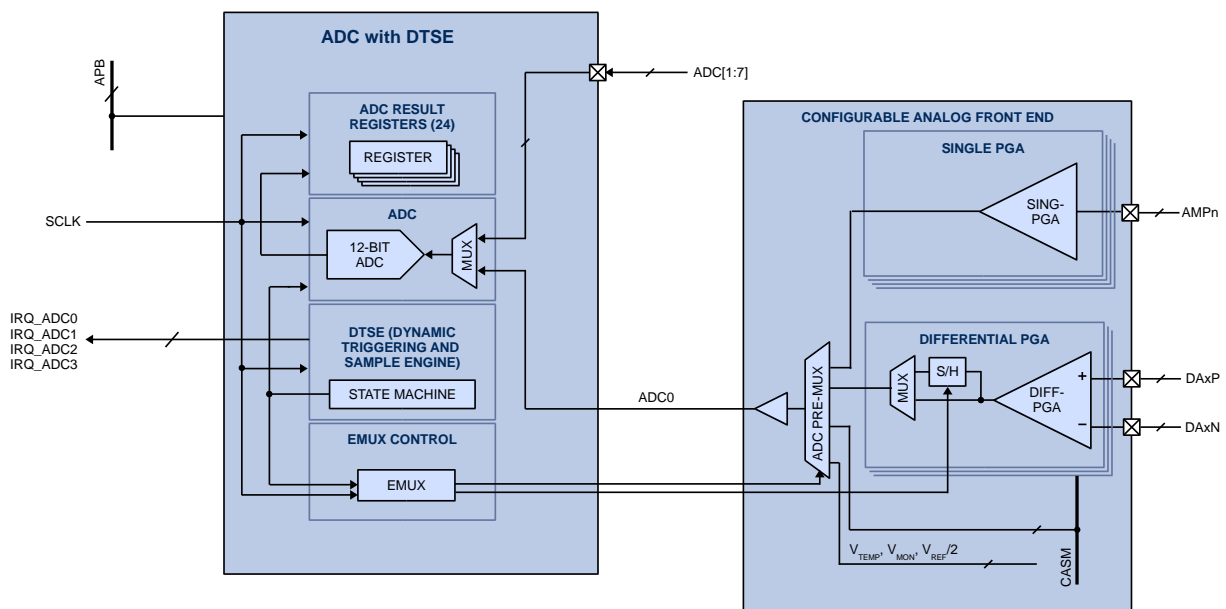 ADC with DTSE
APB
ADC[1:7]
ADC RESULT
REGISTERS (24)
REGISTER
SCLK
ADC
12-BIT
ADC
MUX
IRQ_ADC0
IRQ_ADC1
IRQ_ADC2
IRQ_ADC3
DTSE (DYNAMIC
TRIGGERING AND
SAMPLE ENGINE)
STATE MACHINE
EMUX CONTROL
EMUX
ADC0
CONFIGURABLE ANALOG FRONT END
SINGLE PGA
SING-
PGA
AMPn
DIFFERENTIAL PGA
ADC PRE-MUX
MUX
S/H
+
DIFF-
PGA
−
DAxP
DAxN
VTEMP, VMON, VREF/2
CASM